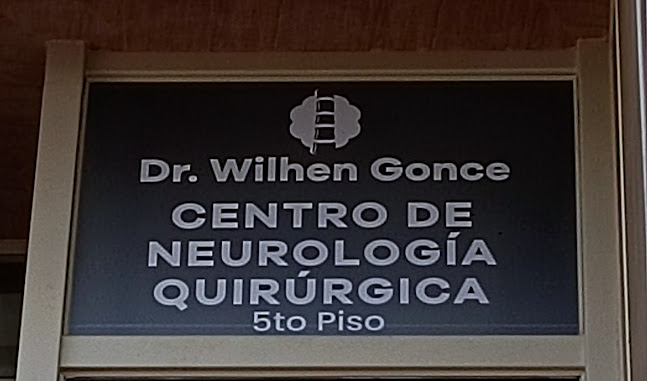 Dr. Wilhen Gonce
CENTRO DE
NEUROLOGÍA
QUIRÚRGICA
5to Piso